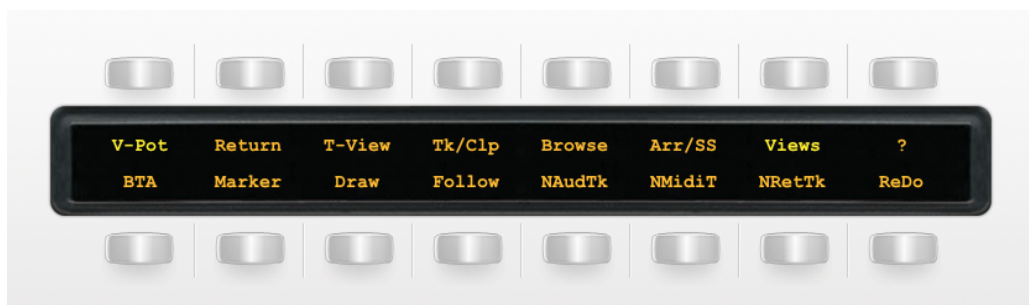 V-Pot Return T-View Tk/Clp Browse Arr/SS Views ?
BTA Marker Draw Follow NAudTk NMidiT NRetTk ReDo